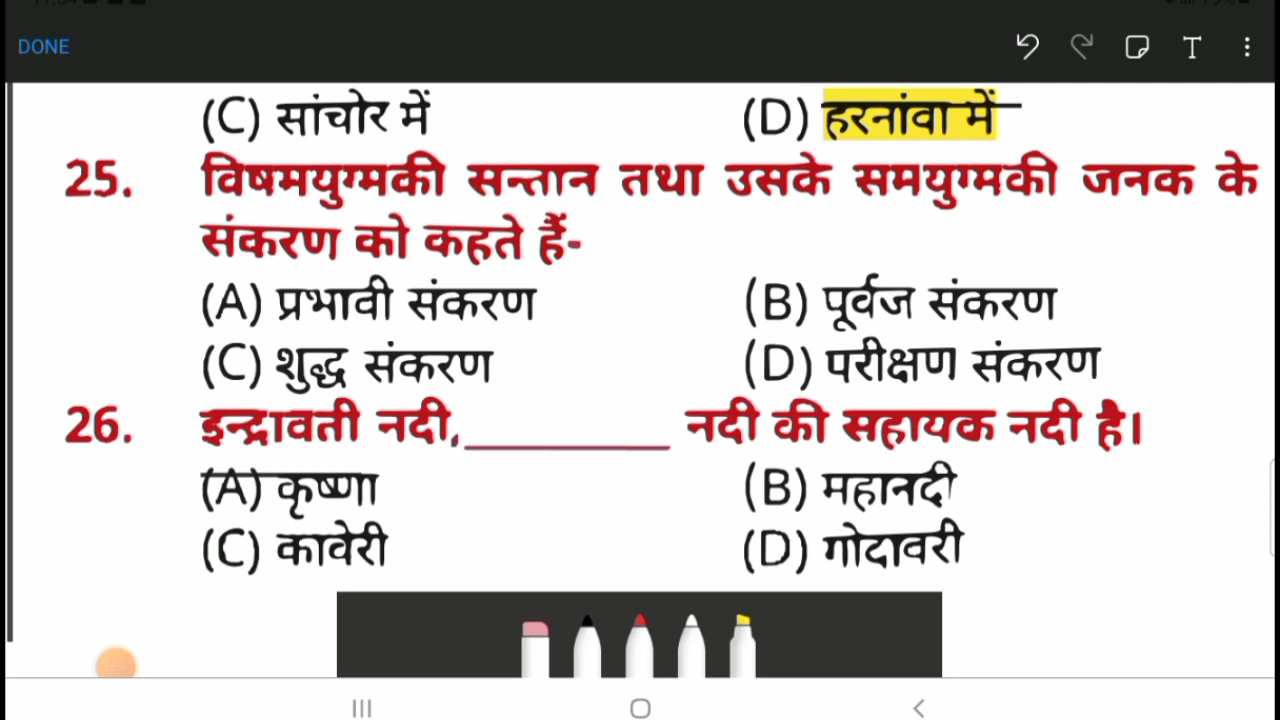 DONE
(C) सांचोर में (D) हरनांवा में
25. विषमयुग्मकी सन्तान तथा उसके समयुग्मकी जनक के
संकरण को कहते हैं-
(A) प्रभावी संकरण (B) पूर्वज संकरण
(C) शुद्ध संकरण (D) परीक्षण संकरण
26. इन्द्रावती नदी,__________ नदी की सहायक नदी है।
(A) कृष्णा (B) महानदी
(C) कावेरी (D) गोदावरी